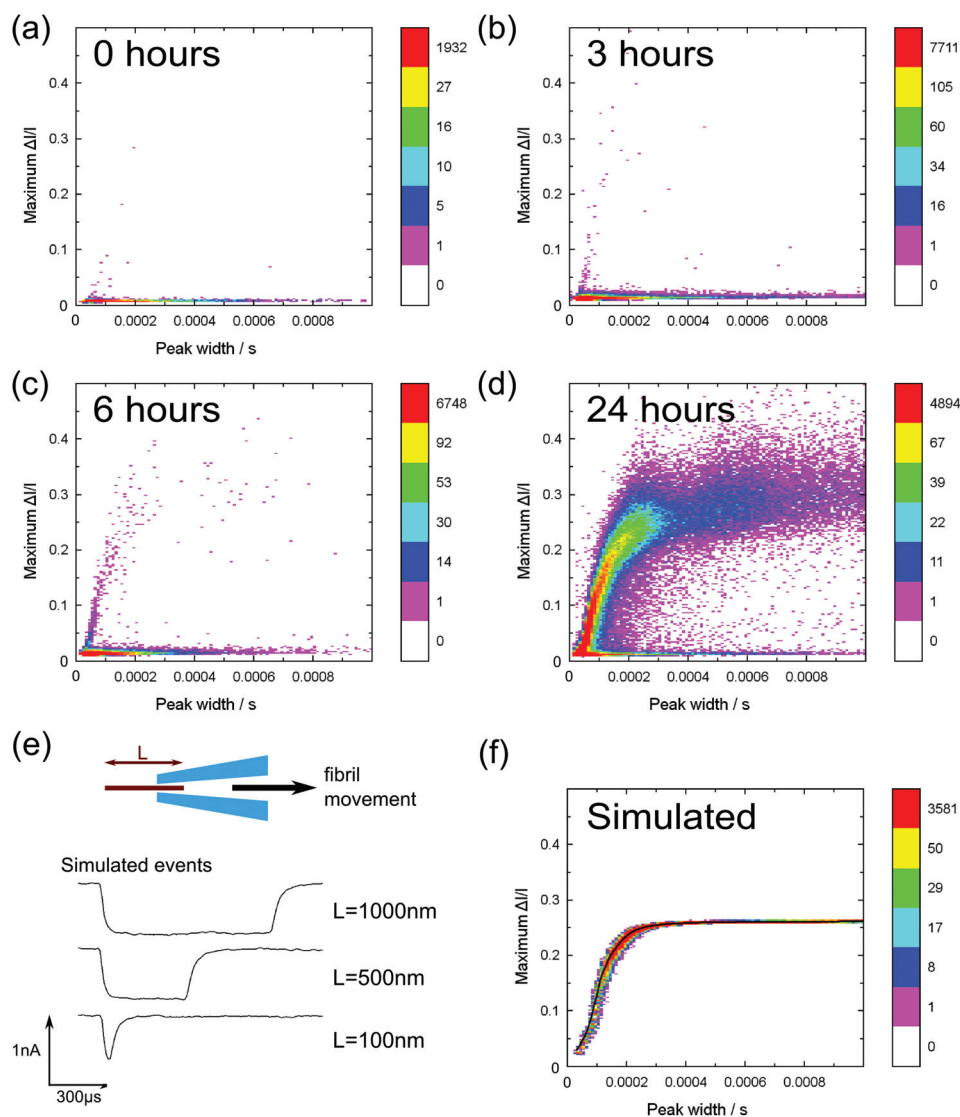 (a)
0 hours
Maximum ΔI/I
0.4
0.3
0.2
0.1
0
0 0.0002 0.0004 0.0006 0.0008
Peak width / s
1932
27
16
10
5
1
0
(b)
3 hours
Maximum ΔI/I
0.4
0.3
0.2
0.1
0
0 0.0002 0.0004 0.0006 0.0008
Peak width / s
7711
105
60
34
16
1
0
(c)
6 hours
Maximum ΔI/I
0.4
0.3
0.2
0.1
0
0 0.0002 0.0004 0.0006 0.0008
Peak width / s
6748
92
53
30
14
1
0
(d)
24 hours
Maximum ΔI/I
0.4
0.3
0.2
0.1
0
0 0.0002 0.0004 0.0006 0.0008
Peak width / s
4894
67
39
22
11
1
0
(e)
L
fibril
movement
Simulated events
L=1000nm
L=500nm
L=100nm
1nA
300µs
(f)
Simulated
Maximum ΔI/I
0.4
0.3
0.2
0.1
0
0 0.0002 0.0004 0.0006 0.0008
Peak width / s
3581
50
29
17
8
1
0